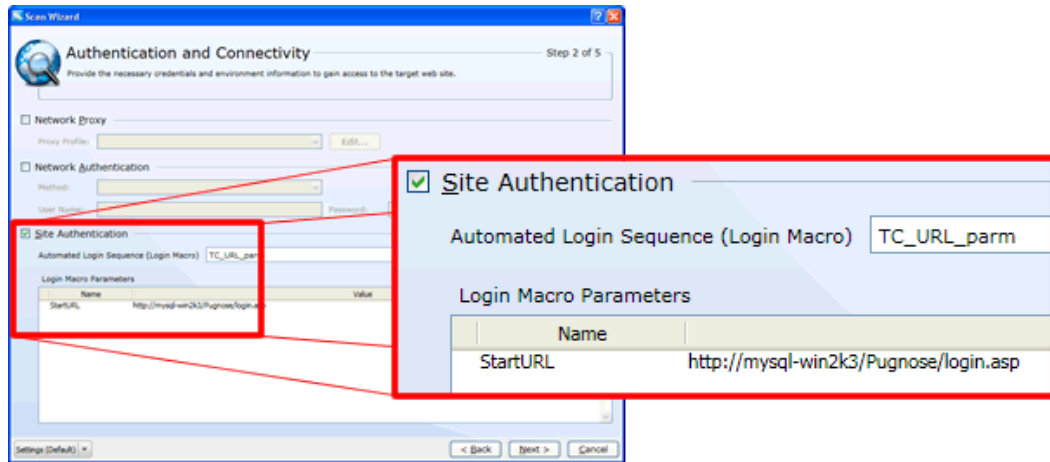 Scan Wizard
Authentication and Connectivity
Step 2 of 5
Provide the necessary credentials and environment information to gain access to the target web site.
Network Proxy
Proxy Profile:
Edit...
Network Authentication
Method:
User Name:
Password:
Site Authentication
Automated Login Sequence (Login Macro) TC_URL_parm
Login Macro Parameters
Name Value
StartURL http://mysql-win2k3/Pugnose/login.asp
Settings (Default)
< Back
Next >
Cancel
Site Authentication
Automated Login Sequence (Login Macro) TC_URL_parm
Login Macro Parameters
Name
StartURL http://mysql-win2k3/Pugnose/login.asp